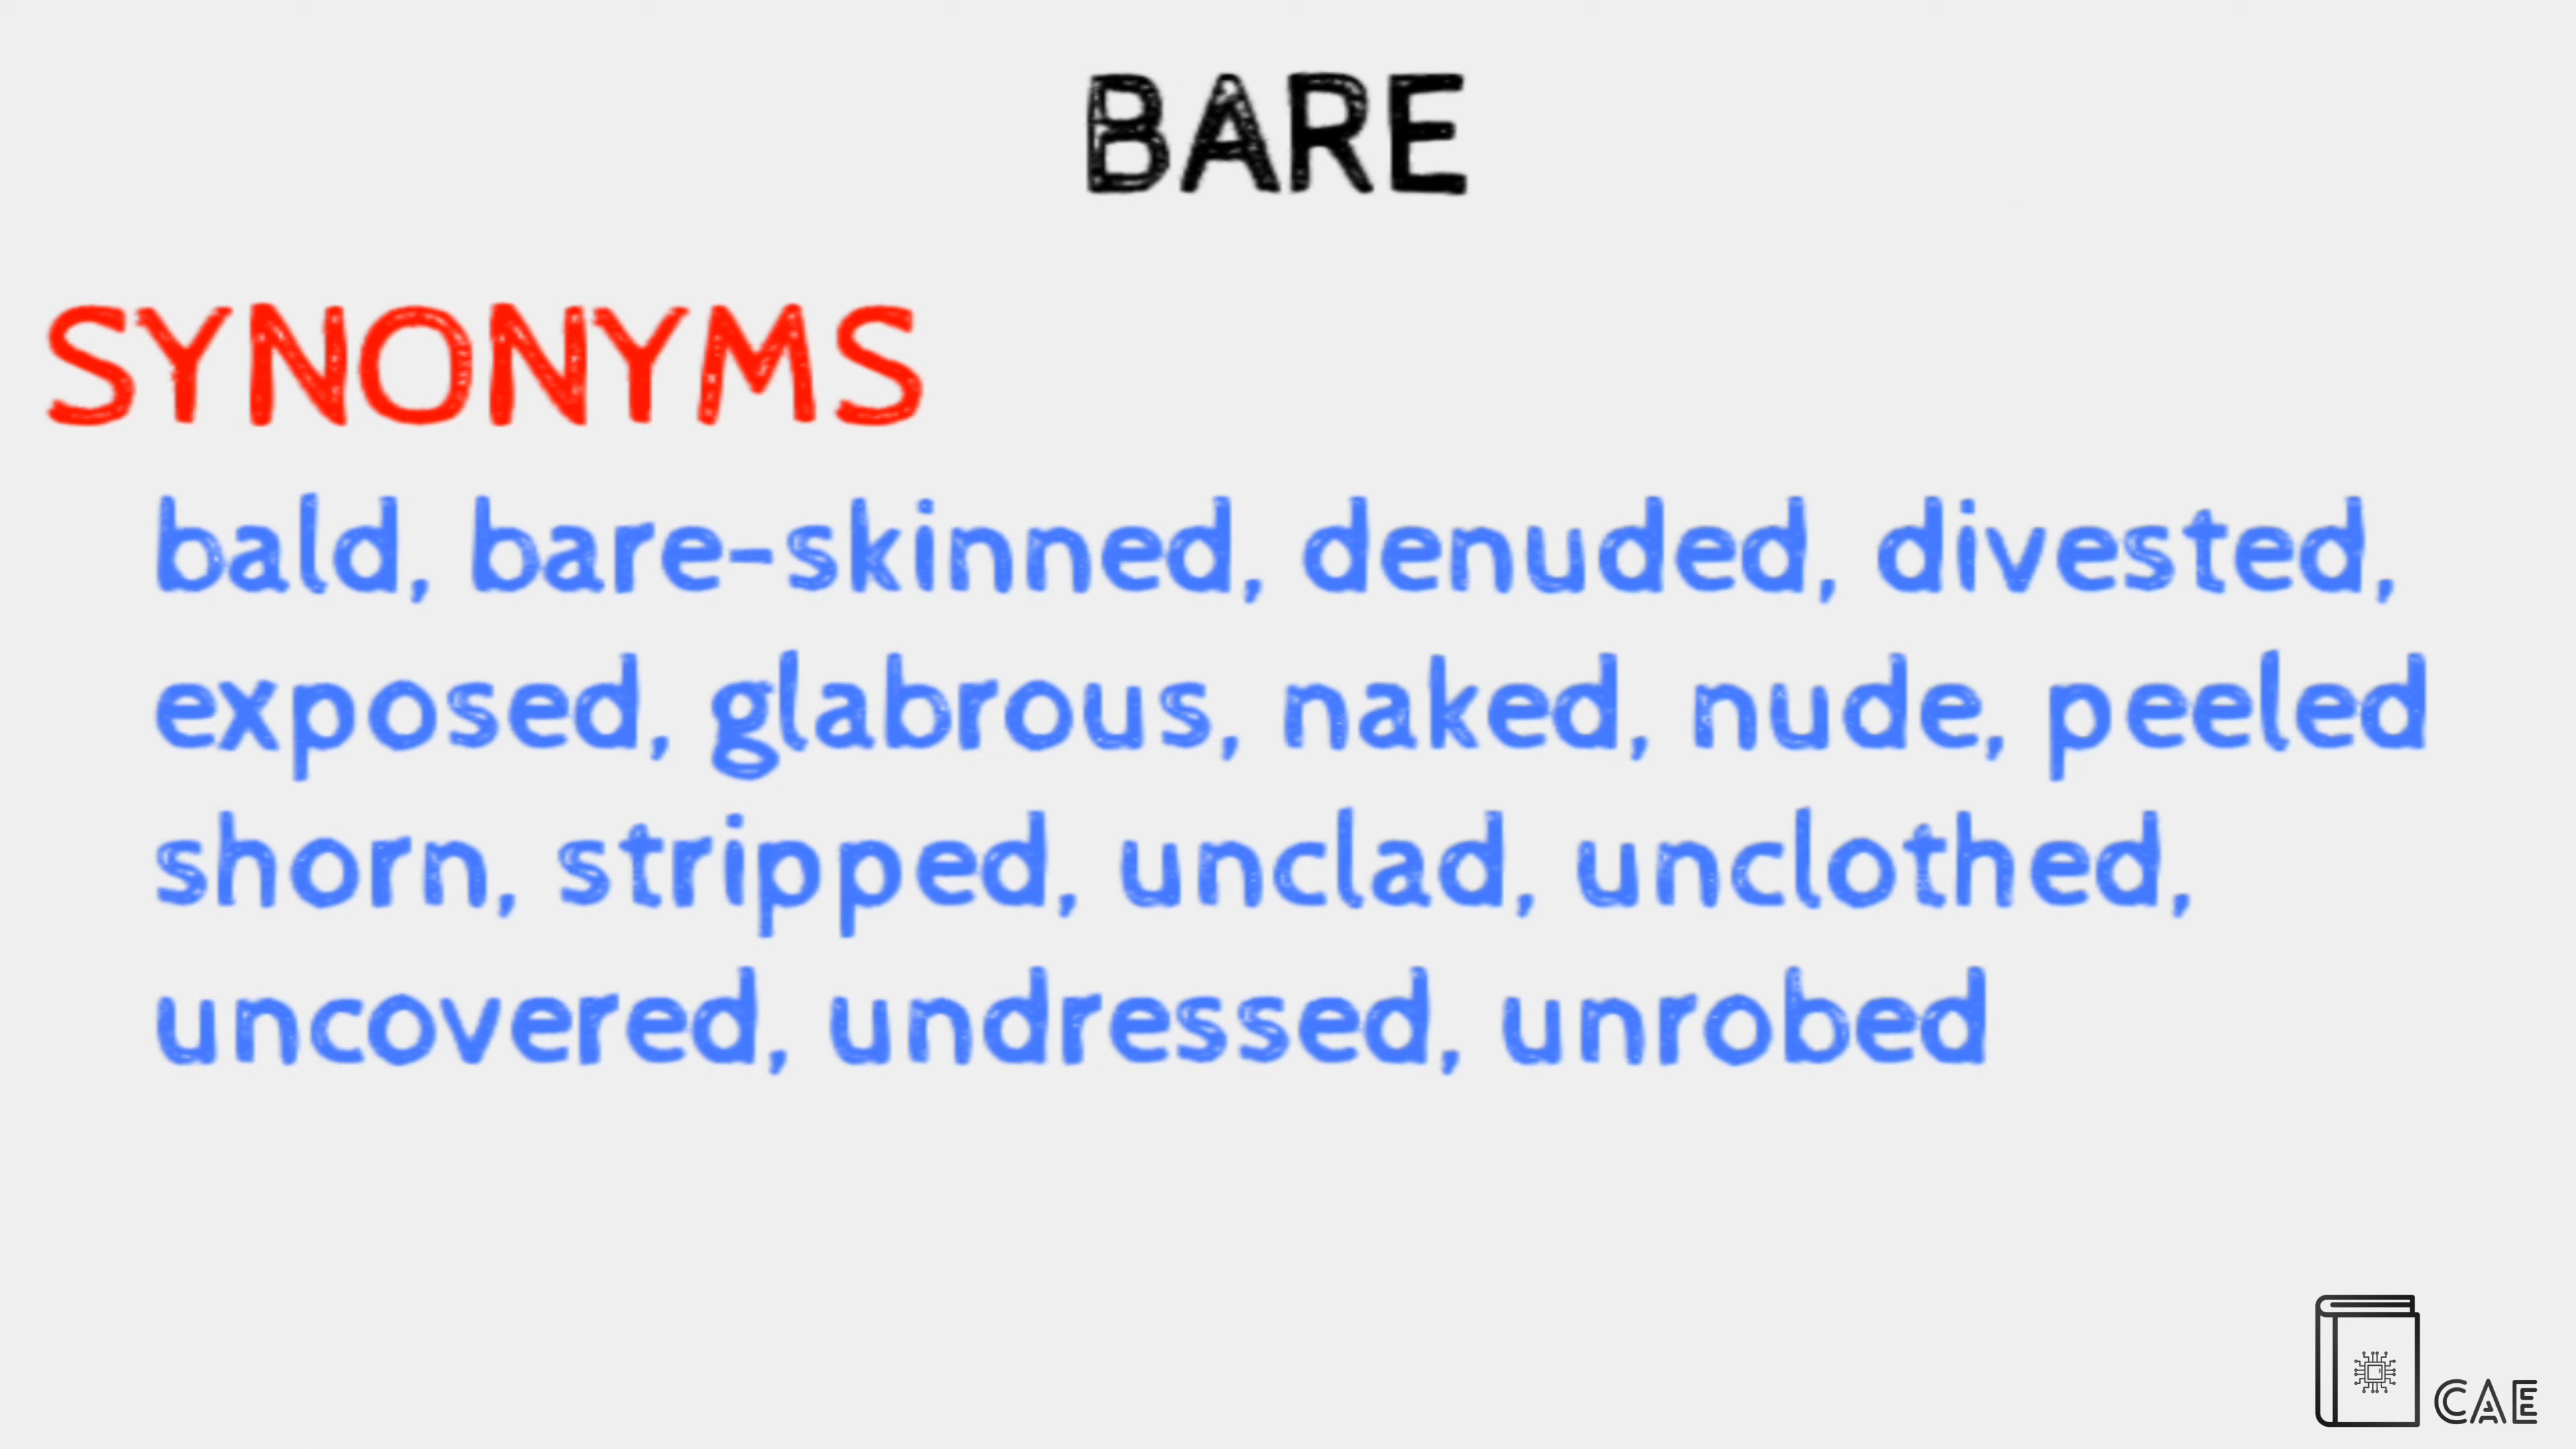 BARE
SYNONYMS
bald, bare-skinned, denuded, divested,
exposed, glabrous, naked, nude, peeled
shorn, stripped, unclad, unclothed,
uncovered, undressed, unrobed
CAE